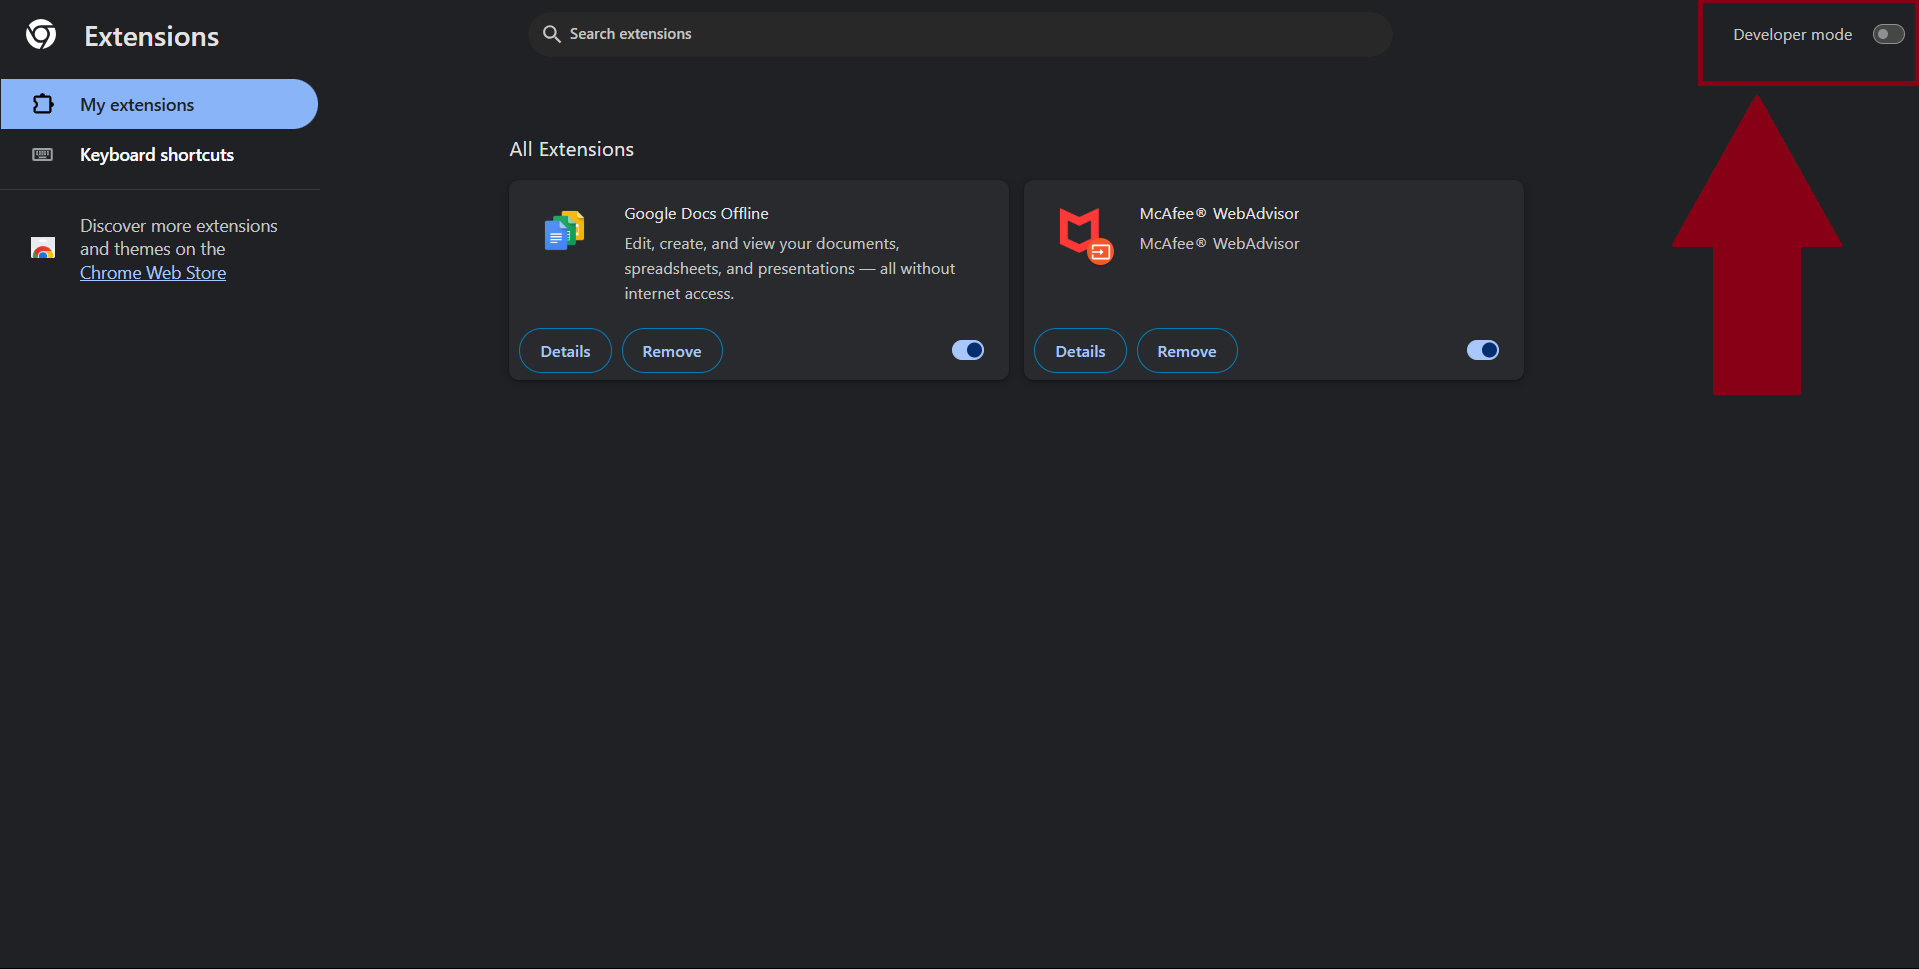 Extensions
Search extensions
Developer mode
My extensions
Keyboard shortcuts
Discover more extensions
and themes on the
Chrome Web Store
All Extensions
Google Docs Offline
Edit, create, and view your documents,
spreadsheets, and presentations — all without
internet access.
Details
Remove
McAfee® WebAdvisor
McAfee® WebAdvisor
Details
Remove